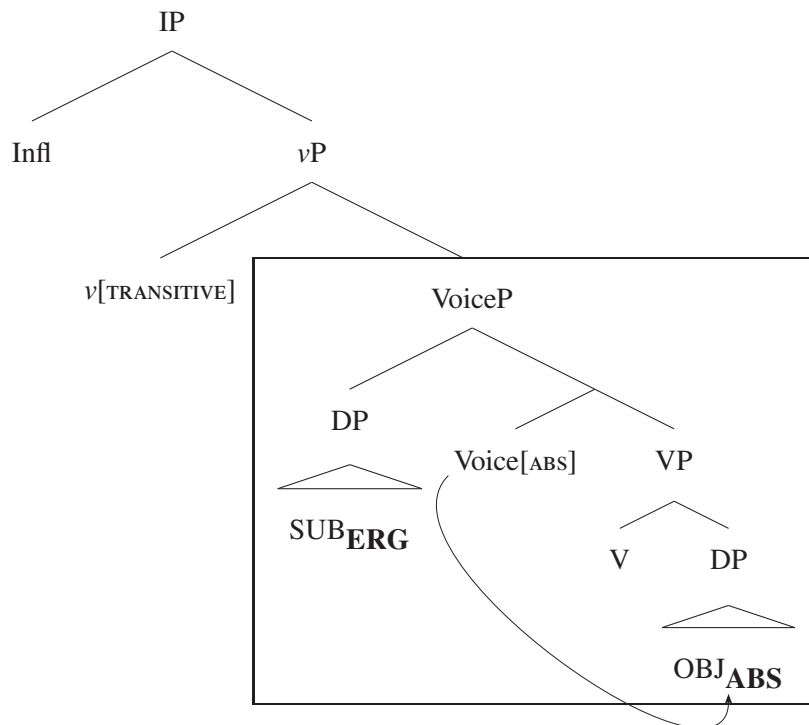 IP
Infl vP
v[TRANSITIVE] VoiceP
DP
Voice[ABS] VP
SUBERG
V DP
OBJABS